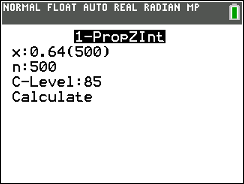 NORMAL FLOAT AUTO REAL RADIAN MP
1-PropZInt
x:0.64(500)
n:500
C-Level:85
Calculate